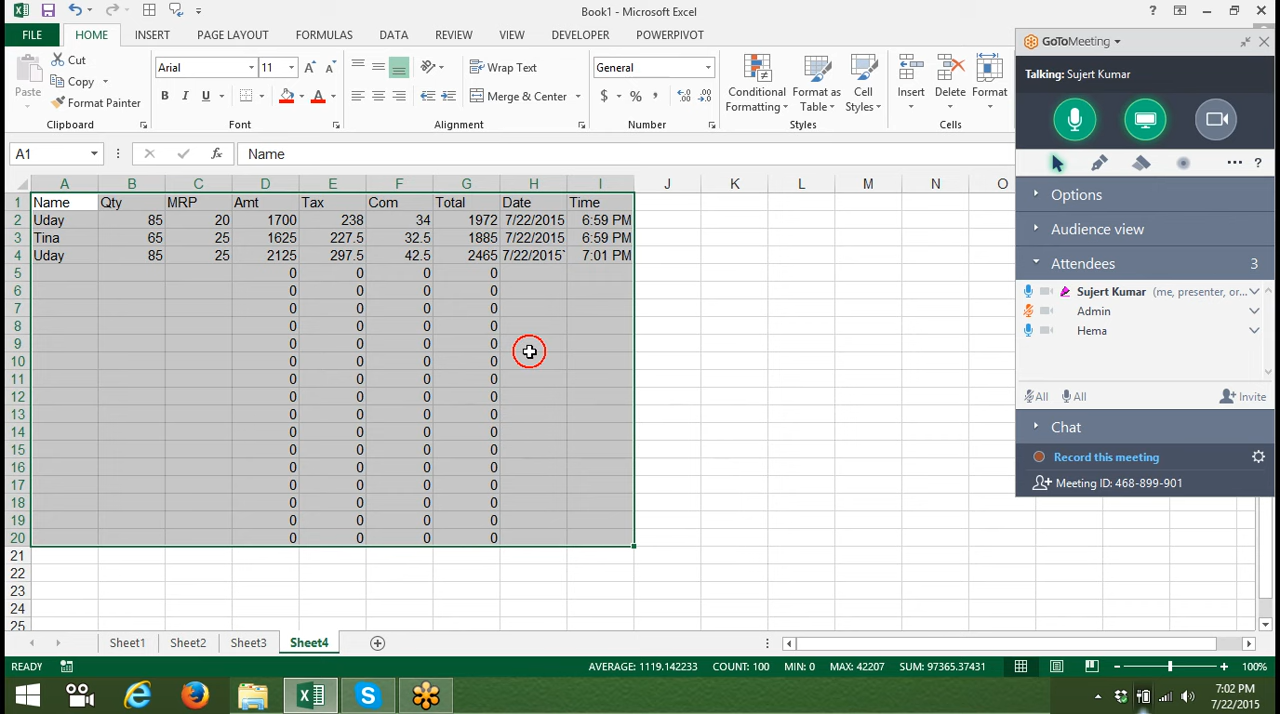 Book1 - Microsoft Excel
FILE HOME INSERT PAGE LAYOUT FORMULAS DATA REVIEW VIEW DEVELOPER POWERPIVOT
Paste Cut Copy Format Painter Clipboard
Arial 11 B I U A A A Font
Wrap Text Merge & Center Alignment
General $ % , Number
Conditional Formatting Format as Table Cell Styles Styles
Insert Delete Format Cells
A1 fx Name
A B C D E F G H I J K L M N O
1 Name Qty MRP Amt Tax Com Total Date Time
2 Uday 85 20 1700 238 34 1972 7/22/2015 6:59 PM
3 Tina 65 25 1625 227.5 32.5 1885 7/22/2015 6:59 PM
4 Uday 85 25 2125 297.5 42.5 2465 7/22/2015` 7:01 PM
5 0 0 0 0
6 0 0 0 0
7 0 0 0 0
8 0 0 0 0
9 0 0 0 0
10 0 0 0 0
11 0 0 0 0
12 0 0 0 0
13 0 0 0 0
14 0 0 0 0
15 0 0 0 0
16 0 0 0 0
17 0 0 0 0
18 0 0 0 0
19 0 0 0 0
20 0 0 0 0
21
22
23
24
25
Sheet1 Sheet2 Sheet3 Sheet4
READY AVERAGE: 1119.142233 COUNT: 100 MIN: 0 MAX: 42207 SUM: 97365.37431 100%
7:02 PM
7/22/2015
GoToMeeting
Talking: Sujert Kumar
Options
Audience view
Attendees 3
Sujert Kumar (me, presenter, or...
Admin
Hema
All All Invite
Chat
Record this meeting
Meeting ID: 468-899-901